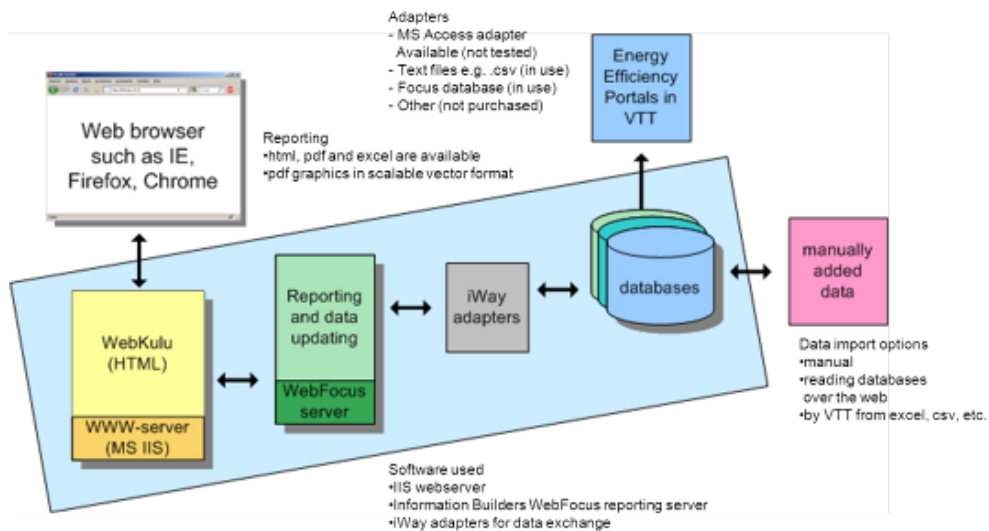 Adapters
- MS Access adapter
Available (not tested)
- Text files e.g. .csv (in use)
- Focus database (in use)
- Other (not purchased)
Energy
Efficiency
Portals in
VTT
Web browser
such as IE,
Firefox, Chrome
Reporting
•html, pdf and excel are available
•pdf graphics in scalable vector format
WebKulu
(HTML)
WWW-server
(MS IIS)
Reporting
and data
updating
WebFocus
server
iWay
adapters
databases
manually
added
data
Data import options
•manual
•reading databases
over the web
•by VTT from excel, csv, etc.
Software used
•IIS webserver
•Information Builders WebFocus reporting server
•iWay adapters for data exchange